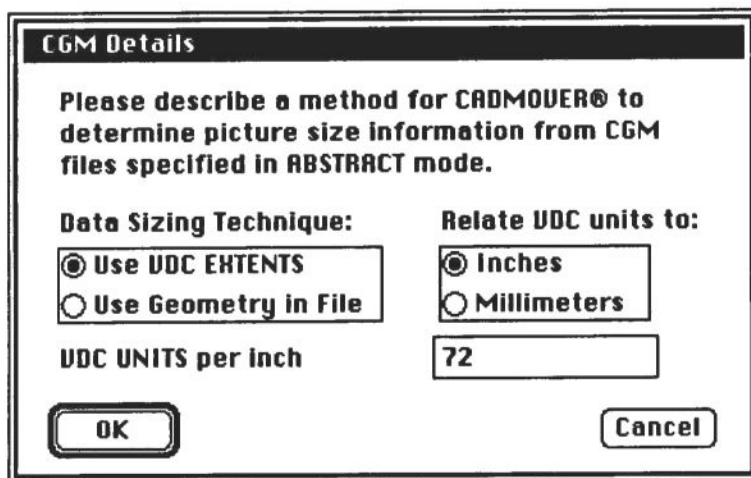 CGM Details
Please describe a method for CADMOVER® to
determine picture size information from CGM
files specified in ABSTRACT mode.
Data Sizing Technique:
Relate VDC units to:
Use VDC EXTENTS
Inches
Use Geometry in File
Millimeters
VDC UNITS per inch
72
OK
Cancel